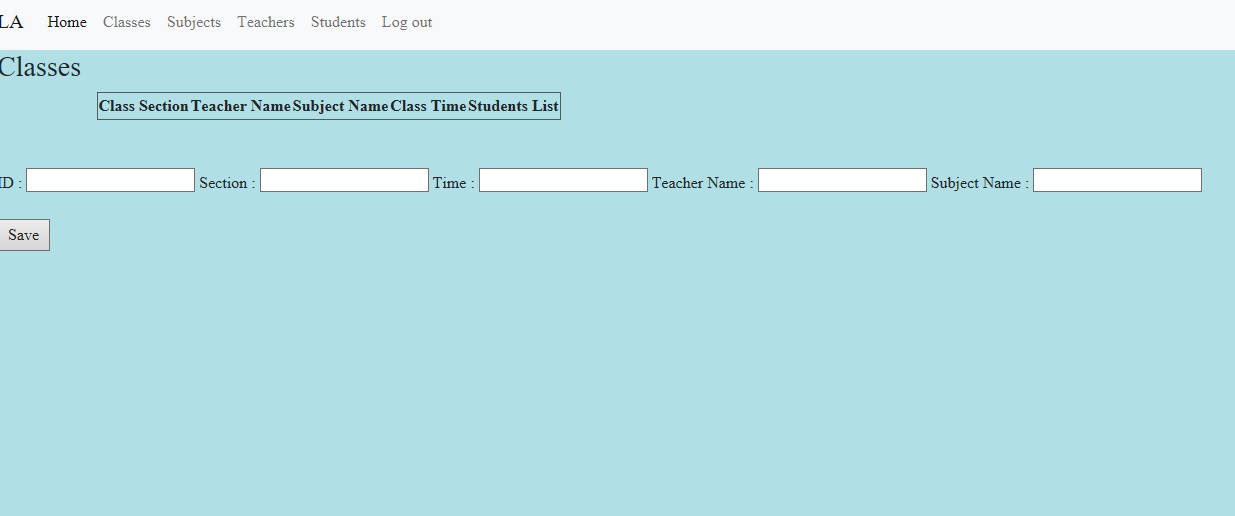 LA Home Classes Subjects Teachers Students Log out
Classes
Class Section Teacher Name Subject Name Class Time Students List
ID : Section : Time : Teacher Name : Subject Name :
Save